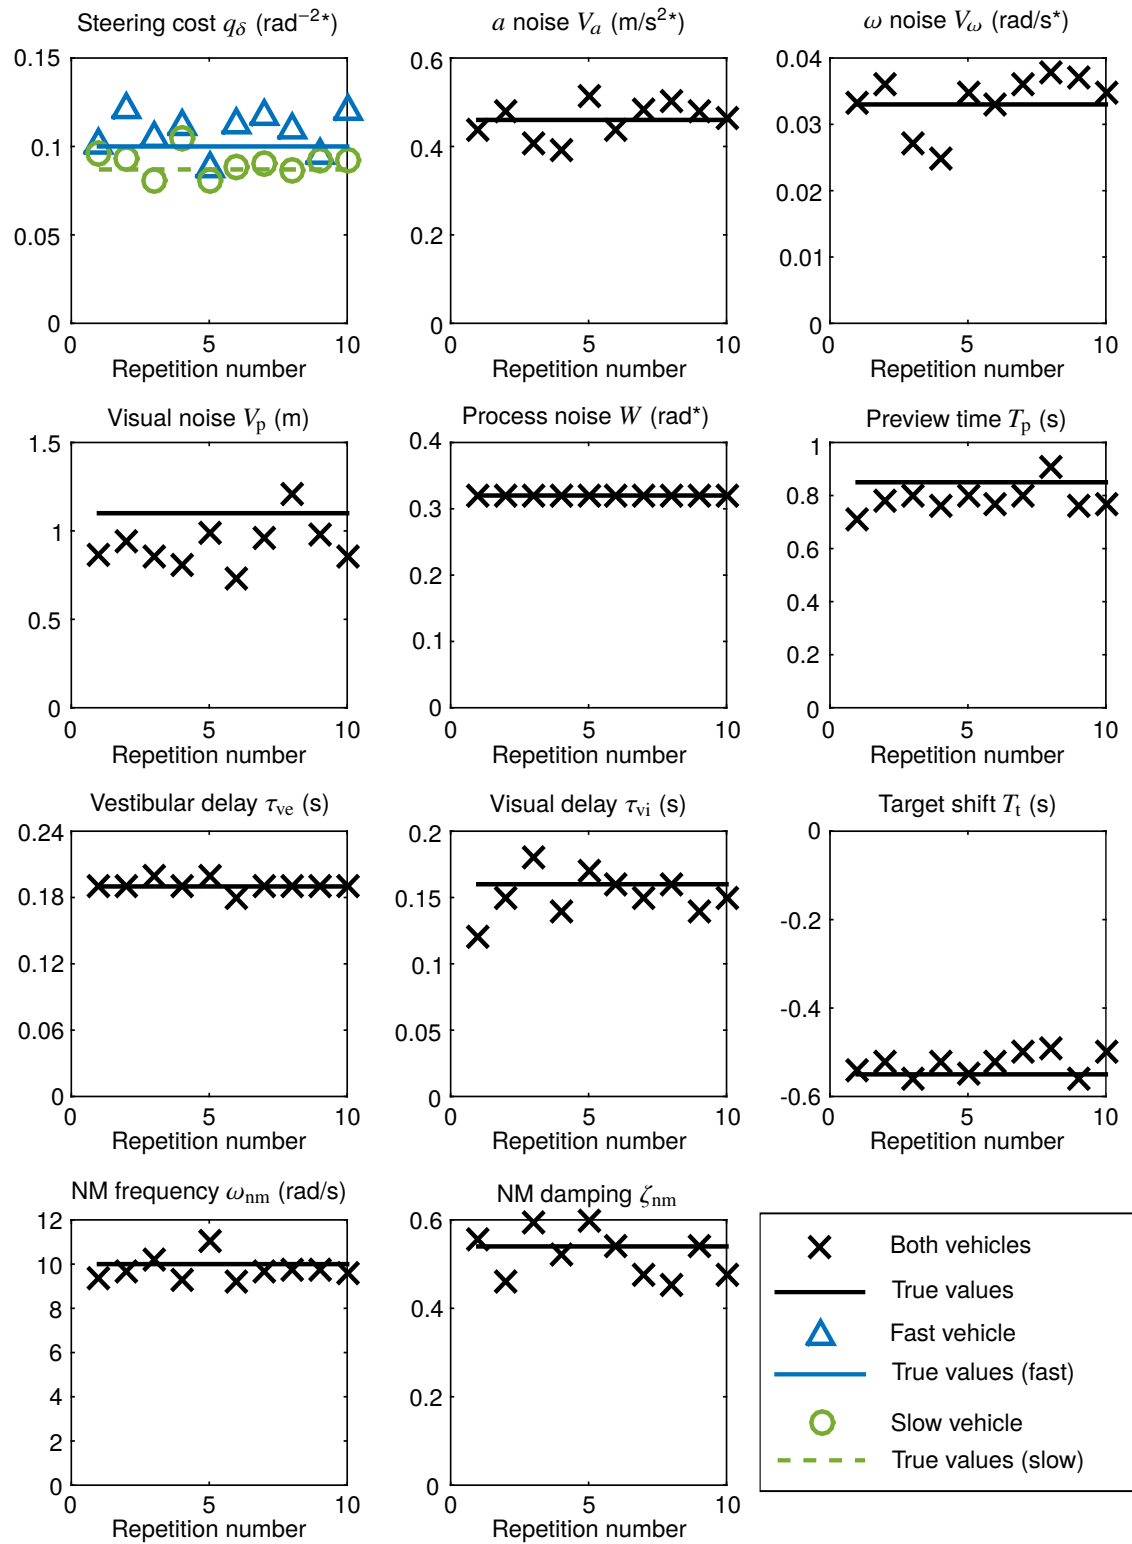 Steering cost qδ (rad⁻²*)
a noise Va (m/s²*)
ω noise Vω (rad/s*)
0.15
0.1
0.05
0
0 5 10
Repetition number
0.6
0.4
0.2
0
0 5 10
Repetition number
0.04
0.03
0.02
0.01
0
0 5 10
Repetition number
Visual noise Vp (m)
Process noise W (rad*)
Preview time Tp (s)
1.5
1
0.5
0
0 5 10
Repetition number
0.4
0.3
0.2
0.1
0
0 5 10
Repetition number
1
0.8
0.6
0.4
0.2
0
0 5 10
Repetition number
Vestibular delay τve (s)
Visual delay τvi (s)
Target shift Tt (s)
0.24
0.18
0.12
0.06
0
0 5 10
Repetition number
0.2
0.15
0.1
0.05
0
0 5 10
Repetition number
0
-0.2
-0.4
-0.6
0 5 10
Repetition number
NM frequency ωnm (rad/s)
NM damping ζnm
12
10
8
6
4
2
0
0 5 10
Repetition number
0.6
0.4
0.2
0
0 5 10
Repetition number
Both vehicles
True values
Fast vehicle
True values (fast)
Slow vehicle
True values (slow)